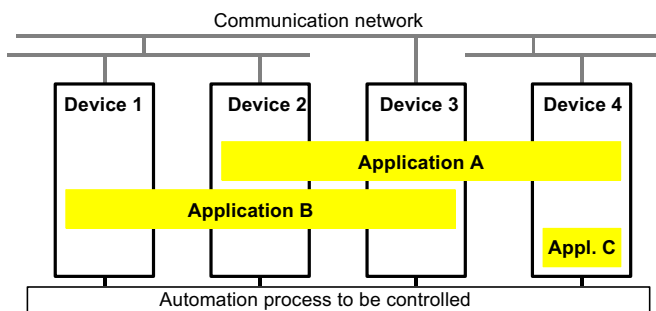 Communication network
Device 1 Device 2 Device 3 Device 4
Application A
Application B
Appl. C
Automation process to be controlled